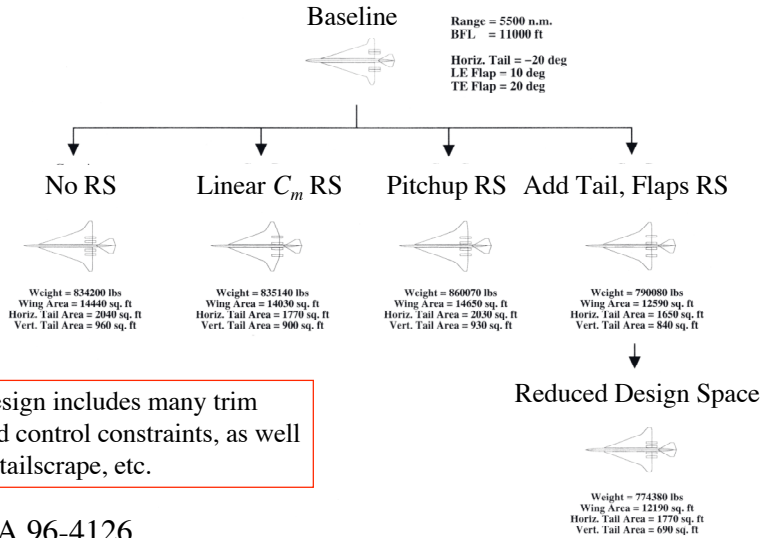 Baseline
Range = 5500 n.m.
BFL = 11000 ft
Horiz. Tail = −20 deg
LE Flap = 10 deg
TE Flap = 20 deg
No RS
Linear Cm RS
Pitchup RS
Add Tail, Flaps RS
Weight = 834200 lbs
Wing Area = 14440 sq. ft
Horiz. Tail Area = 2040 sq. ft
Vert. Tail Area = 960 sq. ft
Weight = 835140 lbs
Wing Area = 14030 sq. ft
Horiz. Tail Area = 1770 sq. ft
Vert. Tail Area = 900 sq. ft
Weight = 860070 lbs
Wing Area = 14650 sq. ft
Horiz. Tail Area = 2030 sq. ft
Vert. Tail Area = 930 sq. ft
Weight = 790080 lbs
Wing Area = 12590 sq. ft
Horiz. Tail Area = 1650 sq. ft
Vert. Tail Area = 840 sq. ft
Reduced Design Space
Weight = 774380 lbs
Wing Area = 12190 sq. ft
Horiz. Tail Area = 1770 sq. ft
Vert. Tail Area = 690 sq. ft
esign includes many trim
d control constraints, as well
tailscrape, etc.
A 96-4126